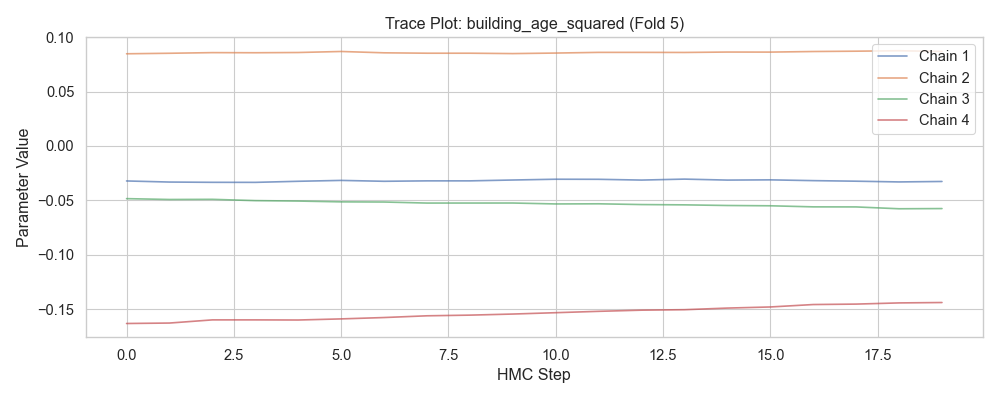 Trace Plot: building_age_squared (Fold 5)
0.10
0.05
0.00
−0.05
−0.10
−0.15
Parameter Value
Chain 1
Chain 2
Chain 3
Chain 4
0.0 2.5 5.0 7.5 10.0 12.5 15.0 17.5
HMC Step